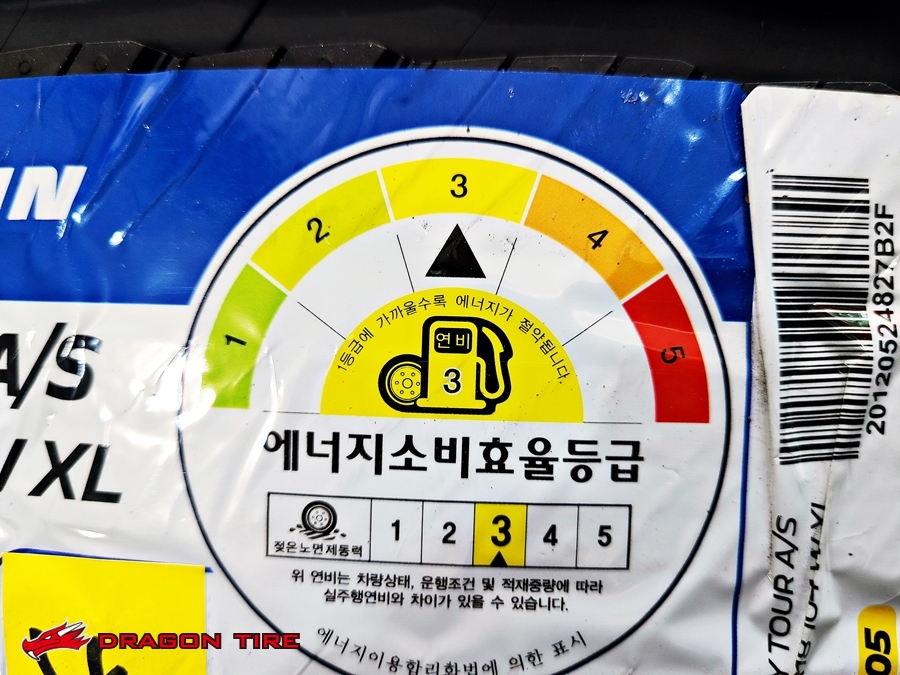 IN
A/S
XL
1
2
3
4
5
1등급에 가까울수록 에너지가 절약됩니다.
연비
3
에너지소비효율등급
젖은노면제동력 1 2 3 4 5
위 연비는 차량상태, 운행조건 및 적재중량에 따라
실주행연비와 차이가 있을 수 있습니다.
에너지이용합리화법에 의한 표시
20120524827B2F
Y TOUR A/S
05
DRAGON TIRE